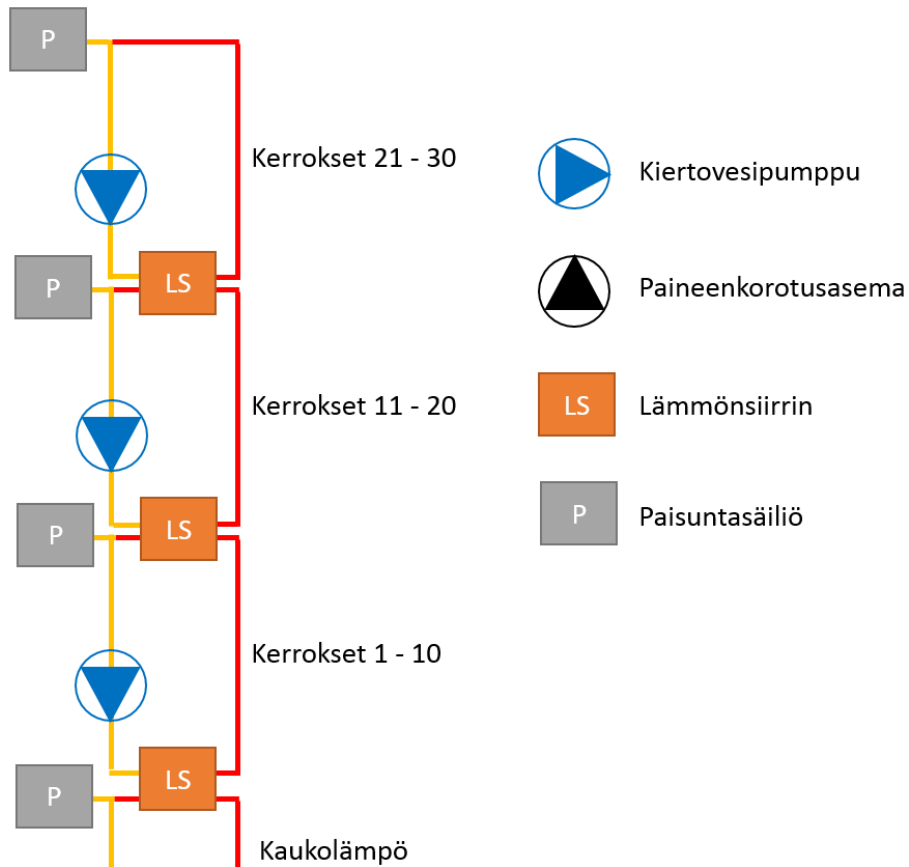 P
Kerrokset 21 - 30
Kiertovesipumppu
P
LS
Paineenkorotusasema
Kerrokset 11 - 20
LS
Lämmönsiirrin
P
LS
P
Paisuntasäiliö
Kerrokset 1 - 10
P
LS
Kaukolämpö